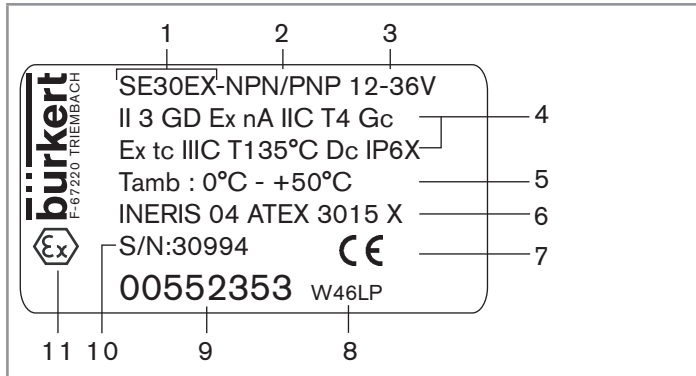 1 2 3
SE30EX-NPN/PNP 12-36V
II 3 GD Ex nA IIC T4 Gc
4
Ex tc IIIC T135°C Dc IP6X
Tamb : 0°C - +50°C
5
INERIS 04 ATEX 3015 X
6
S/N:30994
CE
7
00552353 W46LP
bürkert
F-67220 TRIEMBACH
Ex
11 10 9 8